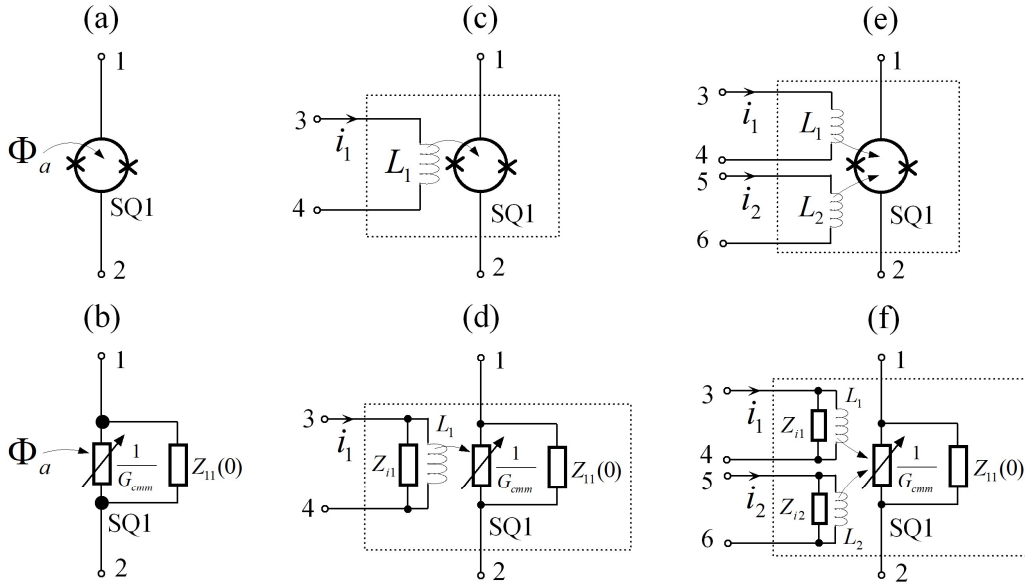 (a)
1
Φa
SQ1
2
(c)
1
3
i1
L1
4
SQ1
2
(e)
1
3
i1
L1
4
5
i2
L2
SQ1
6
2
(b)
1
Φa
1/Gcmm
Z11(0)
SQ1
2
(d)
1
3
i1
L1
Zi1
1/Gcmm
Z11(0)
4
SQ1
2
(f)
1
3
L1
i1
Zi1
4
1/Gcmm
Z11(0)
5
i2
Zi2
SQ1
6
L2
2